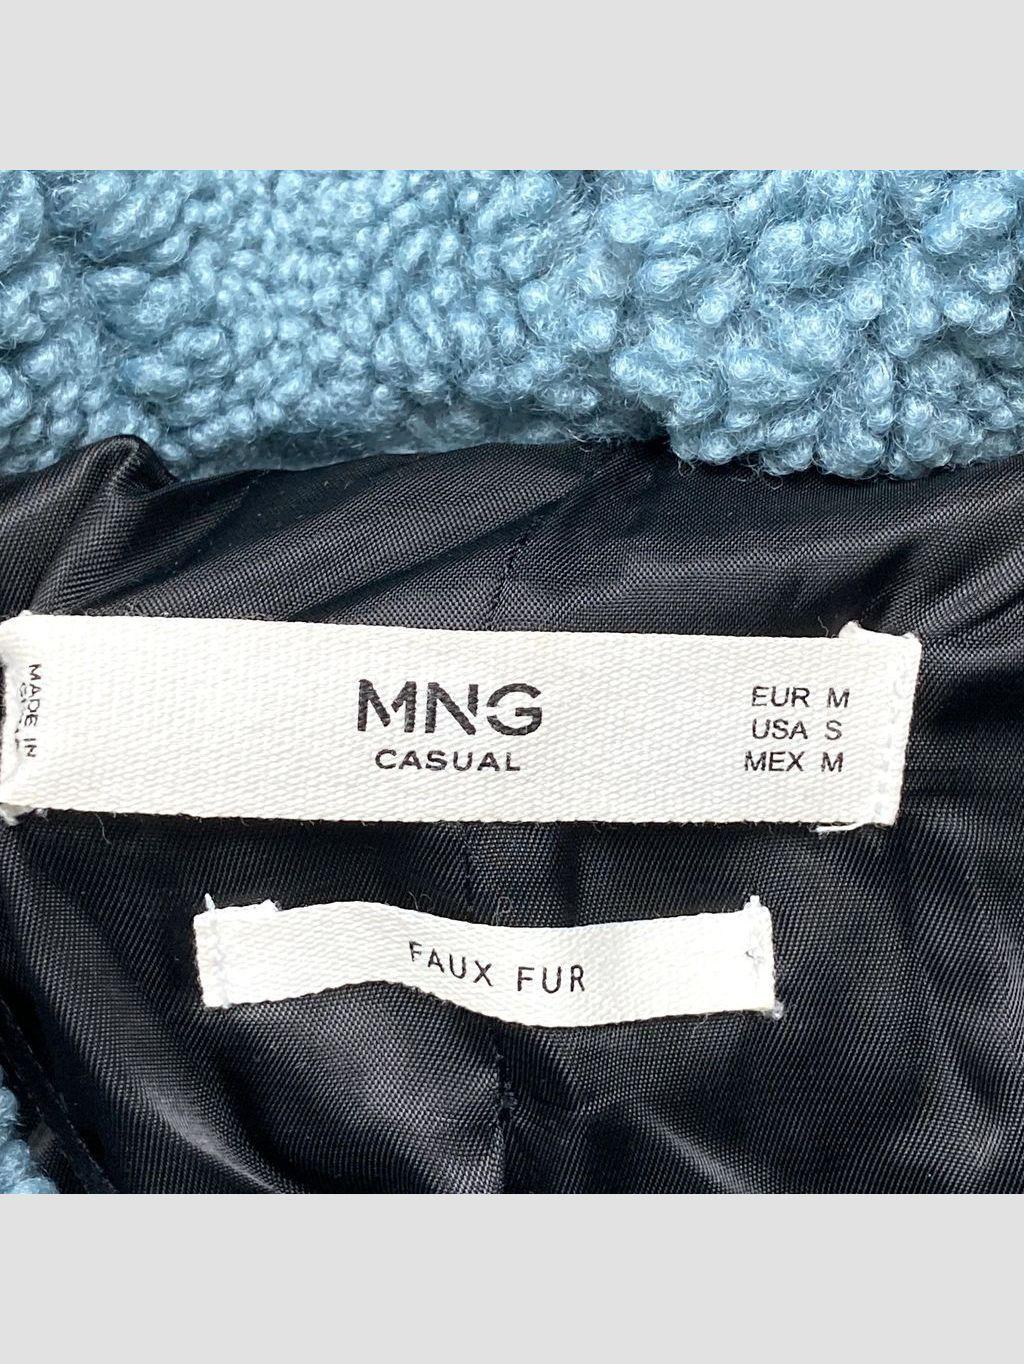 MADE IN
MNG
CASUAL
EUR M
USA S
MEX M
FAUX FUR